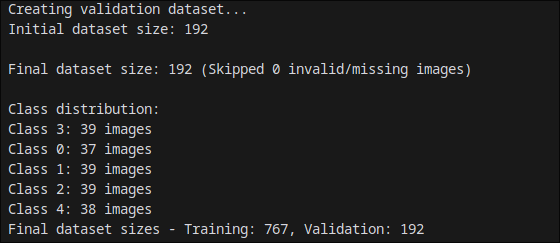 Creating validation dataset...
Initial dataset size: 192
Final dataset size: 192 (Skipped 0 invalid/missing images)
Class distribution:
Class 3: 39 images
Class 0: 37 images
Class 1: 39 images
Class 2: 39 images
Class 4: 38 images
Final dataset sizes - Training: 767, Validation: 192